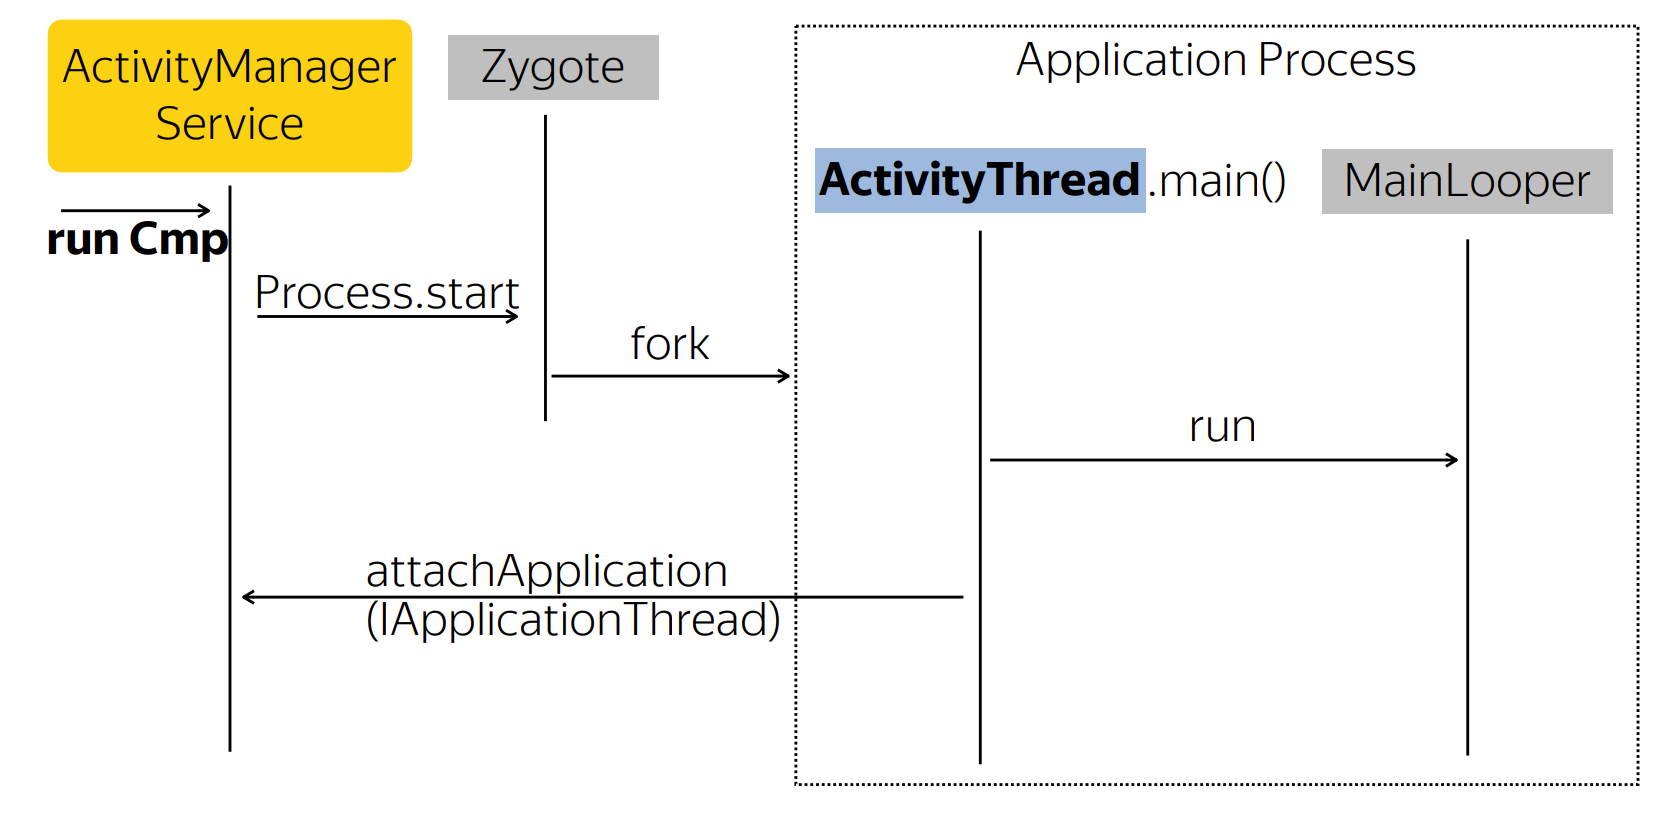 ActivityManager
Service
Zygote
Application Process
ActivityThread.main()
MainLooper
run Cmp
Process.start
fork
run
attachApplication
(IApplicationThread)